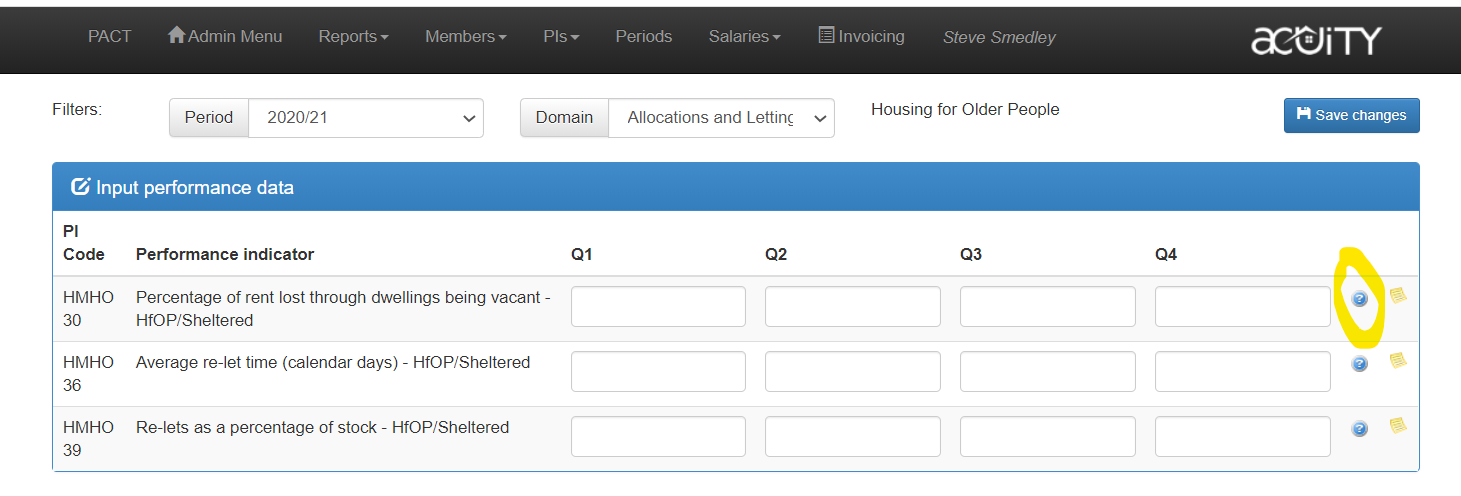 PACT Admin Menu Reports Members PIs Periods Salaries Invoicing Steve Smedley acuity
Filters: Period 2020/21 Domain Allocations and Letting Housing for Older People Save changes
Input performance data
PI
Code Performance indicator Q1 Q2 Q3 Q4
HMHO Percentage of rent lost through dwellings being vacant -
30 HfOP/Sheltered
HMHO Average re-let time (calendar days) - HfOP/Sheltered
36
HMHO Re-lets as a percentage of stock - HfOP/Sheltered
39